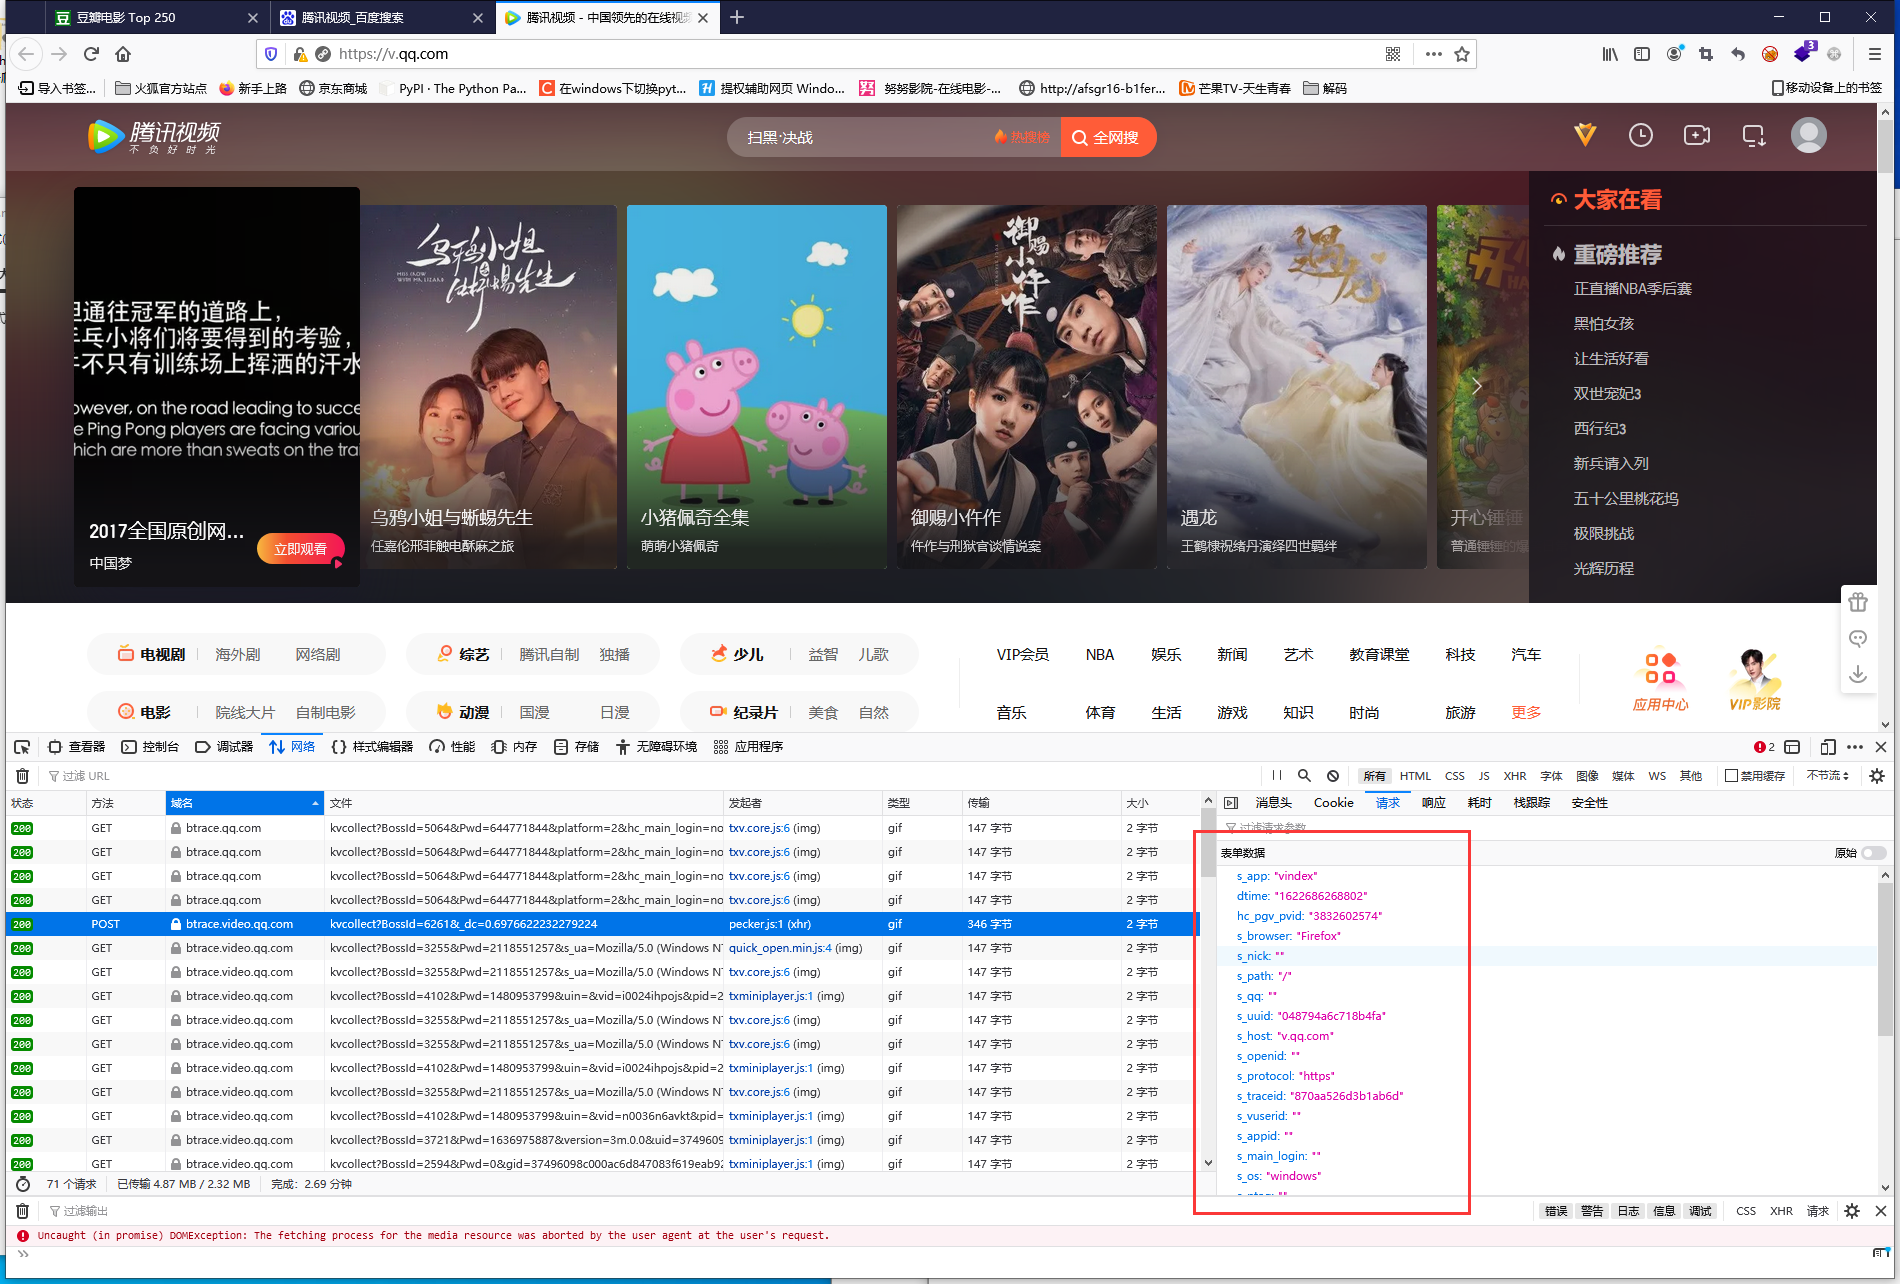 豆瓣电影 Top 250
腾讯视频_百度搜索
腾讯视频 - 中国领先的在线视频
https://v.qq.com
3
导入书签...
火狐官方站点
新手上路
京东商城
PyPI · The Python Pa...
在windows下切换pyt...
提权辅助网页 Windo...
努努影院-在线电影-...
http://afsgr16-b1fer...
芒果TV-天生青春
解码
移动设备上的书签
腾讯视频
不负好时光
扫黑·决战
热搜榜
全网搜
但通往冠军的道路上，
乒乓小将们将要得到的考验，
不只有训练场上挥洒的汗水
owever, on the road leading to succe
e Ping Pong players are facing variou
hich are more than sweats on the tra
2017全国原创网...
中国梦
立即观看
乌鸦小姐与蜥蜴先生
MISS CROW WITH MR. LIZARD
乌鸦小姐与蜥蜴先生
任嘉伦邢菲触电酥麻之旅
小猪佩奇全集
萌萌小猪佩奇
御赐小仵作
御赐小仵作
仵作与刑狱官谈情说案
遇龙
遇龙
王鹤棣祝绪丹演绎四世羁绊
开心锤锤
普通锤锤的爆
大家在看
重磅推荐
正直播NBA季后赛
黑怕女孩
让生活好看
双世宠妃3
西行纪3
新兵请入列
五十公里桃花坞
极限挑战
光辉历程
电视剧 海外剧 网络剧
综艺 腾讯自制 独播
少儿 益智 儿歌
VIP会员 NBA 娱乐 新闻 艺术 教育课堂 科技 汽车
电影 院线大片 自制电影
动漫 国漫 日漫
纪录片 美食 自然
音乐 体育 生活 游戏 知识 时尚 旅游 更多
应用中心
VIP影院
查看器 控制台 调试器 网络 样式编辑器 性能 内存 存储 无障碍环境 应用程序
2
过滤 URL
所有 HTML CSS JS XHR 字体 图像 媒体 WS 其他 禁用缓存 不节流
状态 方法 域名 文件 发起者 类型 传输 大小
200 GET btrace.qq.com kvcollect?BossId=5064&Pwd=644771844&platform=2&hc_main_login=no txv.core.js:6 (img) gif 147 字节 2 字节
200 GET btrace.qq.com kvcollect?BossId=5064&Pwd=644771844&platform=2&hc_main_login=no txv.core.js:6 (img) gif 147 字节 2 字节
200 GET btrace.qq.com kvcollect?BossId=5064&Pwd=644771844&platform=2&hc_main_login=no txv.core.js:6 (img) gif 147 字节 2 字节
200 GET btrace.qq.com kvcollect?BossId=5064&Pwd=644771844&platform=2&hc_main_login=no txv.core.js:6 (img) gif 147 字节 2 字节
200 POST btrace.video.qq.com kvcollect?BossId=6261&_dc=0.6976622232279224 pecker.js:1 (xhr) gif 346 字节 2 字节
200 GET btrace.video.qq.com kvcollect?BossId=3255&Pwd=2118551257&s_ua=Mozilla/5.0 (Windows NT quick_open.min.js:4 (img) gif 147 字节 2 字节
200 GET btrace.video.qq.com kvcollect?BossId=3255&Pwd=2118551257&s_ua=Mozilla/5.0 (Windows NT txv.core.js:6 (img) gif 147 字节 2 字节
200 GET btrace.video.qq.com kvcollect?BossId=4102&Pwd=1480953799&uin=&vid=i0024ihpojs&pid=2 txminiplayer.js:1 (img) gif 147 字节 2 字节
200 GET btrace.video.qq.com kvcollect?BossId=3255&Pwd=2118551257&s_ua=Mozilla/5.0 (Windows NT txv.core.js:6 (img) gif 147 字节 2 字节
200 GET btrace.video.qq.com kvcollect?BossId=3255&Pwd=2118551257&s_ua=Mozilla/5.0 (Windows NT txv.core.js:6 (img) gif 147 字节 2 字节
200 GET btrace.video.qq.com kvcollect?BossId=4102&Pwd=1480953799&uin=&vid=i0024ihpojs&pid=2 txminiplayer.js:1 (img) gif 147 字节 2 字节
200 GET btrace.video.qq.com kvcollect?BossId=3255&Pwd=2118551257&s_ua=Mozilla/5.0 (Windows NT txv.core.js:6 (img) gif 147 字节 2 字节
200 GET btrace.video.qq.com kvcollect?BossId=4102&Pwd=1480953799&uin=&vid=n0036n6avkt&pid= txminiplayer.js:1 (img) gif 147 字节 2 字节
200 GET btrace.video.qq.com kvcollect?BossId=3721&Pwd=1636975887&version=3m.0.0&uid=3749609 txminiplayer.js:1 (img) gif 147 字节 2 字节
200 GET btrace.video.qq.com kvcollect?BossId=2594&Pwd=0&gid=37496098c000ac6d847083f619eab92 txminiplayer.js:1 (img) gif 147 字节 2 字节
71 个请求 已传输 4.87 MB / 2.32 MB 完成：2.69 分钟
消息头 Cookie 请求 响应 耗时 栈跟踪 安全性
过滤请求参数
表单数据 原始
s_app: "vindex"
dtime: "1622686268802"
hc_pgv_pvid: "3832602574"
s_browser: "Firefox"
s_nick: ""
s_path: "/"
s_qq: ""
s_uuid: "048794a6c718b4fa"
s_host: "v.qq.com"
s_openid: ""
s_protocol: "https"
s_traceid: "870aa526d3b1ab6d"
s_vuserid: ""
s_appid: ""
s_main_login: ""
s_os: "windows"
s_ptag: ""
过滤输出
错误 警告 日志 信息 调试 CSS XHR 请求
Uncaught (in promise) DOMException: The fetching process for the media resource was aborted by the user agent at the user's request.